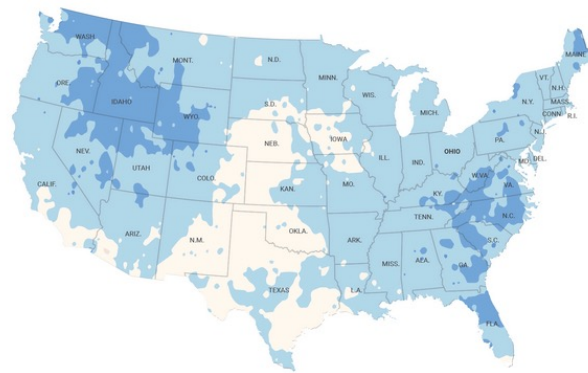 WASH.
MONT.
N.D.
MINN.
MAINE
ORE.
IDAHO
WYO.
S.D.
WIS.
MICH.
VT.
N.H.
N.Y.
MASS.
CONN.
R.I.
NEV.
UTAH
COLO.
NEB.
IOWA
ILL.
IND.
OHIO
PA.
N.J.
MD.
DEL.
CALIF.
ARIZ.
N.M.
KAN.
MO.
KY.
W.VA.
VA.
OKLA.
ARK.
TENN.
N.C.
S.C.
TEXAS
LA.
MISS.
ALA.
GA.
FLA.